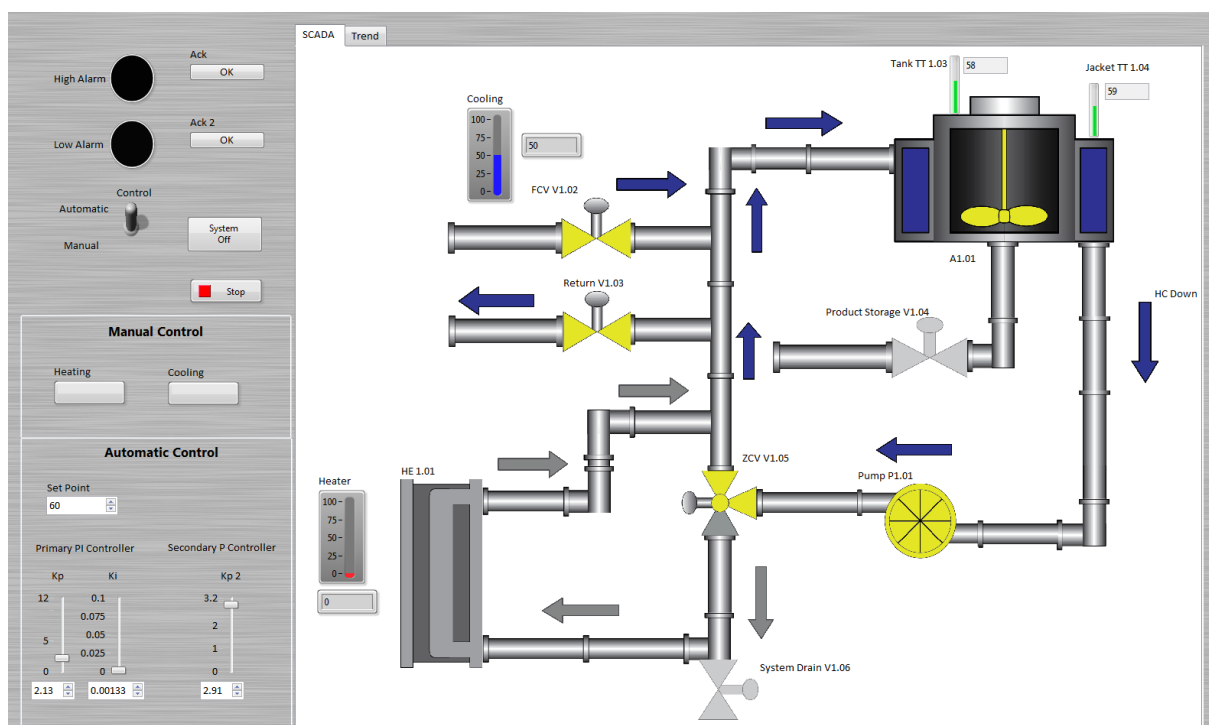 SCADA
Trend
Ack
High Alarm
OK
Ack 2
Low Alarm
OK
Control
Automatic
Manual
System
Off
Stop
Manual Control
Heating
Cooling
Automatic Control
Set Point
60
Primary PI Controller
Secondary P Controller
Kp
Ki
Kp 2
12
5
0
0.1
0.075
0.05
0.025
0
3.2
2
1
0
2.13
0.00133
2.91
Cooling
100
75
50
25
0
50
FCV V1.02
Return V1.03
HE 1.01
Heater
100
75
50
25
0
0
Tank TT 1.03
58
Jacket TT 1.04
59
A1.01
HC Down
Product Storage V1.04
ZCV V1.05
Pump P1.01
System Drain V1.06